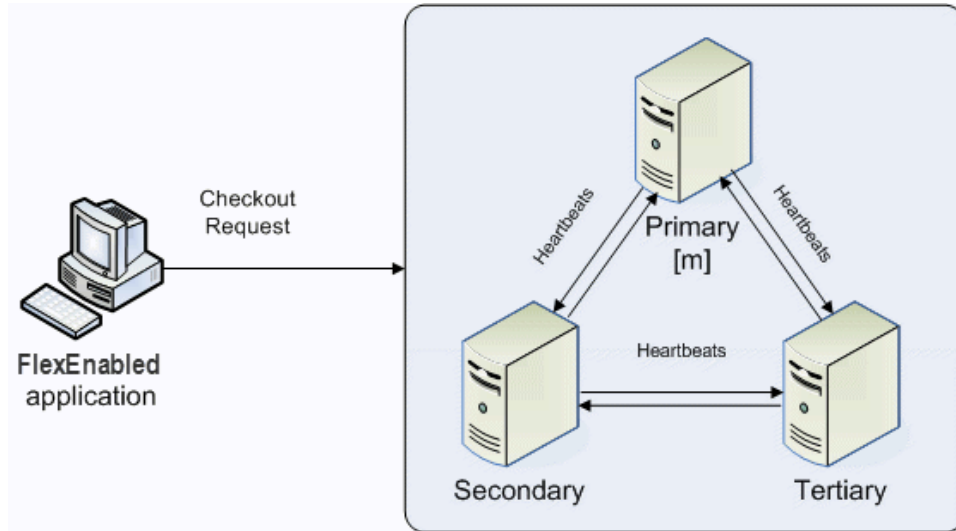 Checkout
Request
FlexEnabled
application
Primary
[m]
Heartbeats
Heartbeats
Heartbeats
Secondary
Tertiary